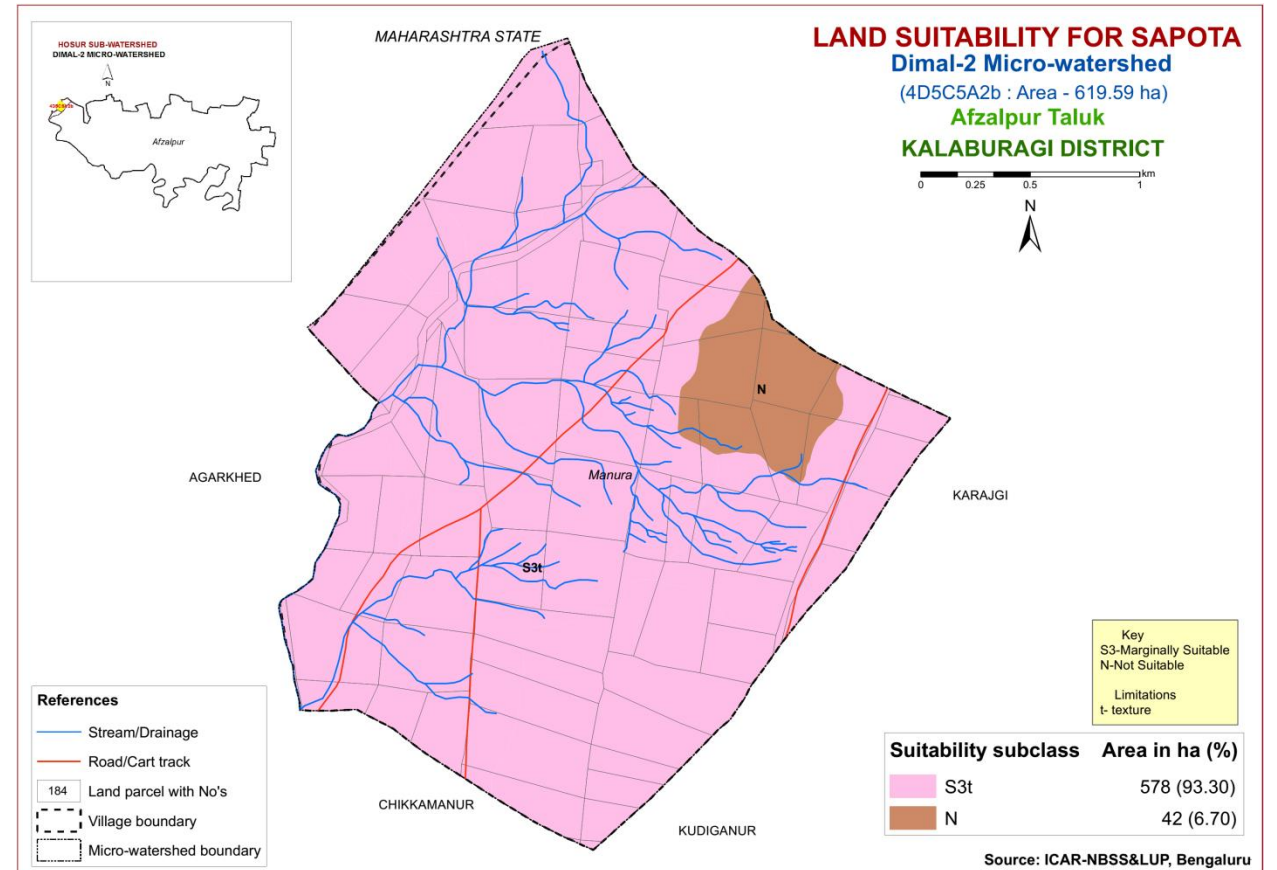 HOSUR SUB-WATERSHED
DIMAL-2 MICRO-WATERSHED
N
Afzalpur
MAHARASHTRA STATE
LAND SUITABILITY FOR SAPOTA
Dimal-2 Micro-watershed
(4D5C5A2b : Area - 619.59 ha)
Afzalpur Taluk
KALABURAGI DISTRICT
km
0 0.25 0.5 1
N
N
AGARKHED
Manura
KARAJGI
S3t
CHIKKAMANUR
KUDIGANUR
References
Stream/Drainage
Road/Cart track
184 Land parcel with No's
Village boundary
Micro-watershed boundary
Key
S3-Marginally Suitable
N-Not Suitable
Limitations
t- texture
Suitability subclass Area in ha (%)
S3t 578 (93.30)
N 42 (6.70)
Source: ICAR-NBSS&LUP, Bengaluru